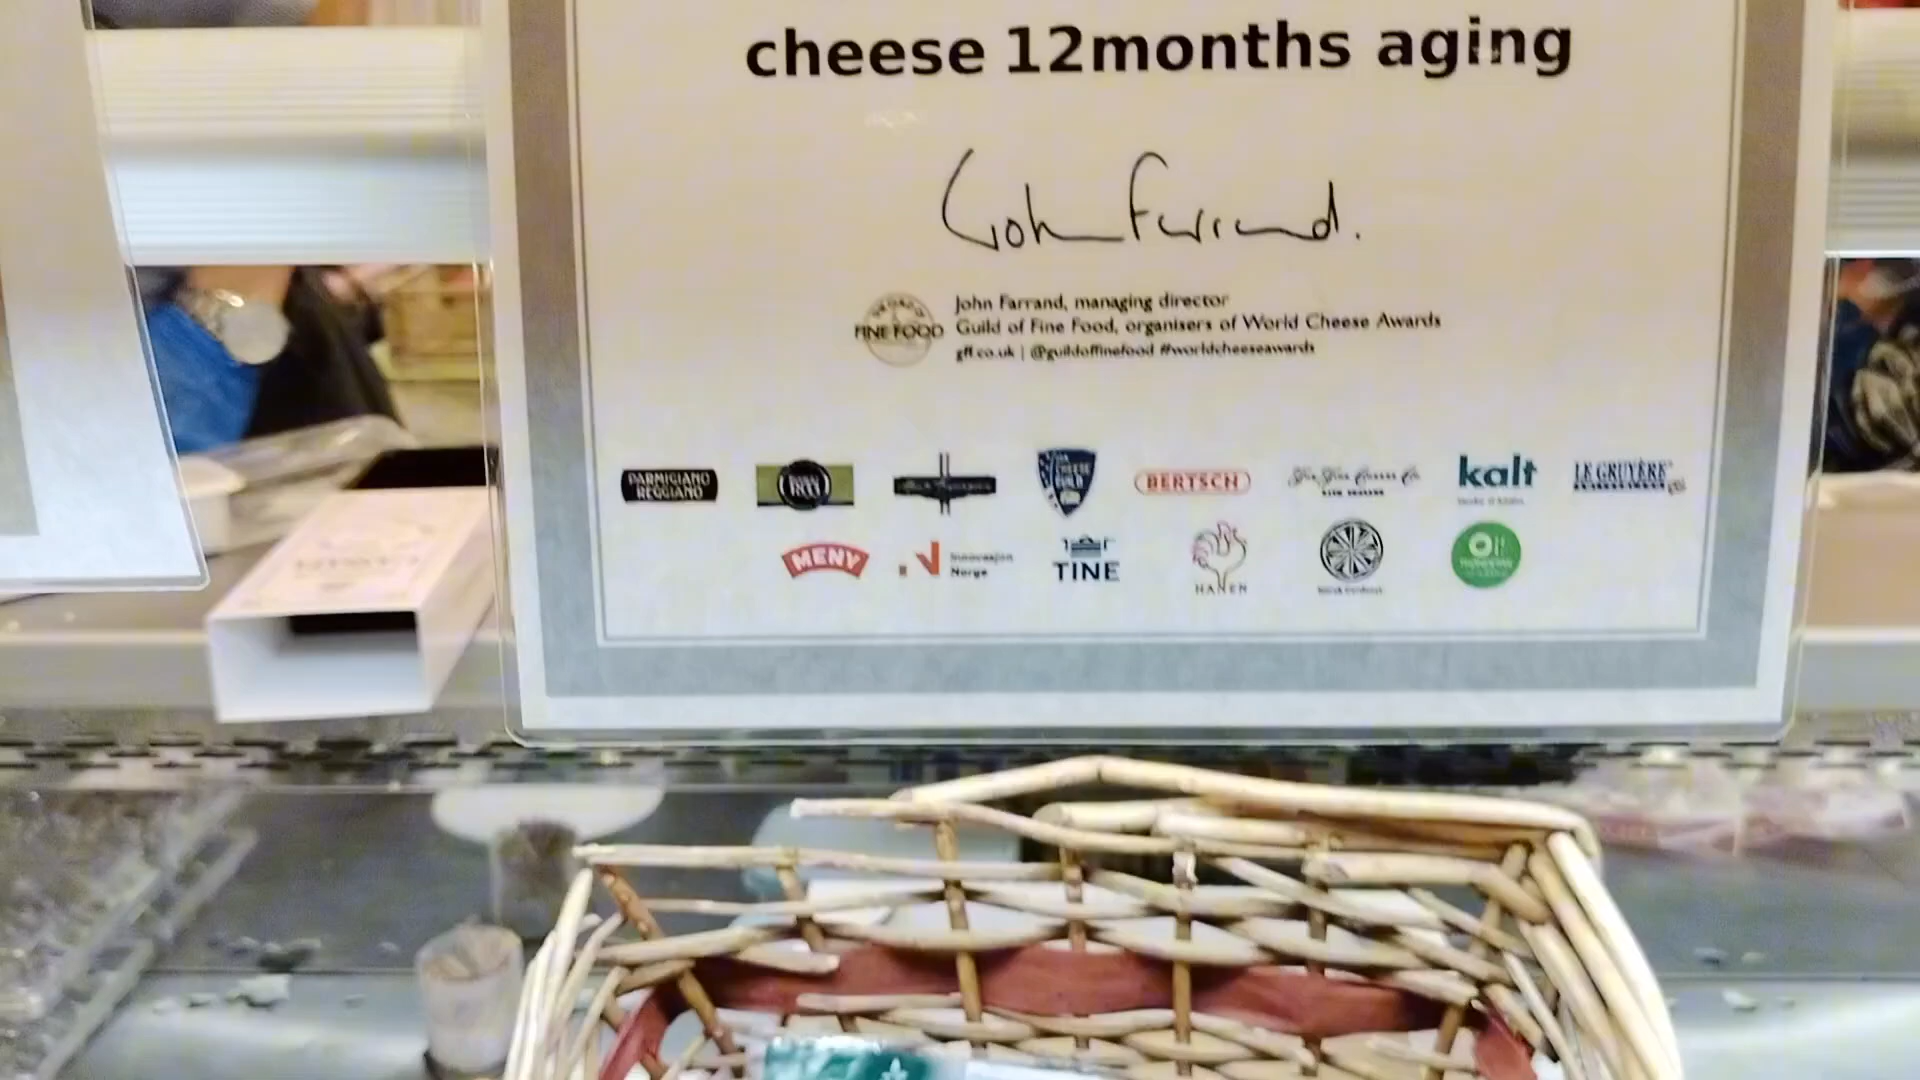 cheese 12months aging
John Farrand.
John Farrand, managing director
FINE FOOD
Guild of Fine Food, organisers of World Cheese Awards
gff.co.uk | @guildoffinefood #worldcheeseawards
PARMIGIANO REGGIANO
1833
BERTSCH
kalt
LE GRUYÈRE
MENY
Innovasjon
Norge
TINE
HANEN